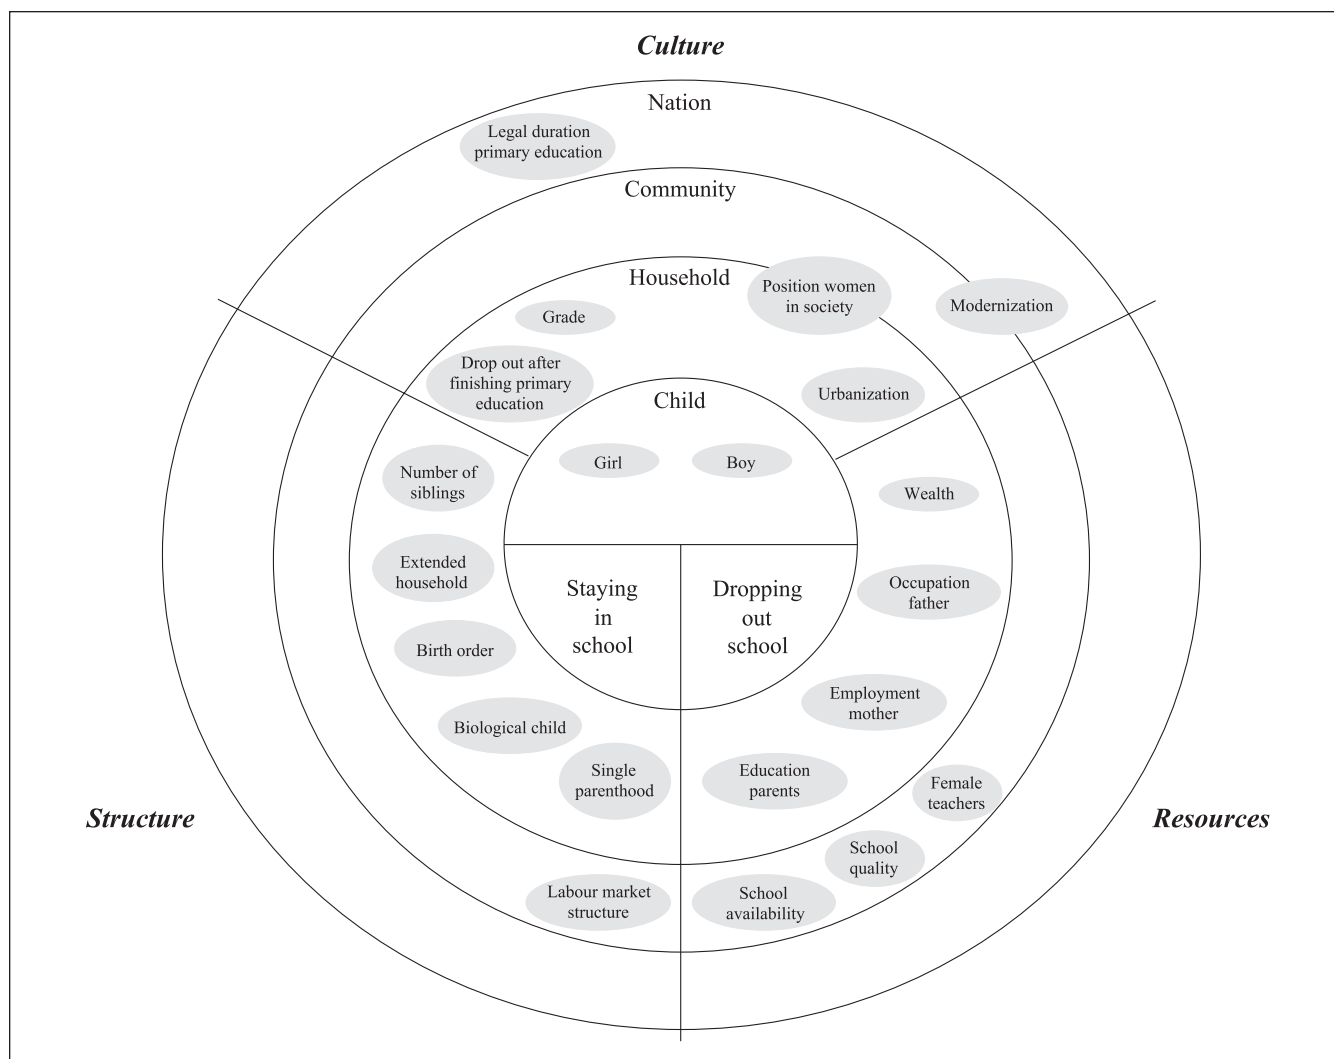 Culture
Nation
Legal duration
primary education
Community
Household
Position women
in society
Modernization
Grade
Drop out after
finishing primary
education
Urbanization
Child
Girl
Boy
Number of
siblings
Wealth
Extended
household
Occupation
father
Staying
in
school
Dropping
out
school
Birth order
Employment
mother
Biological child
Single
parenthood
Education
parents
Female
teachers
Structure
Resources
School
quality
Labour market
structure
School
availability